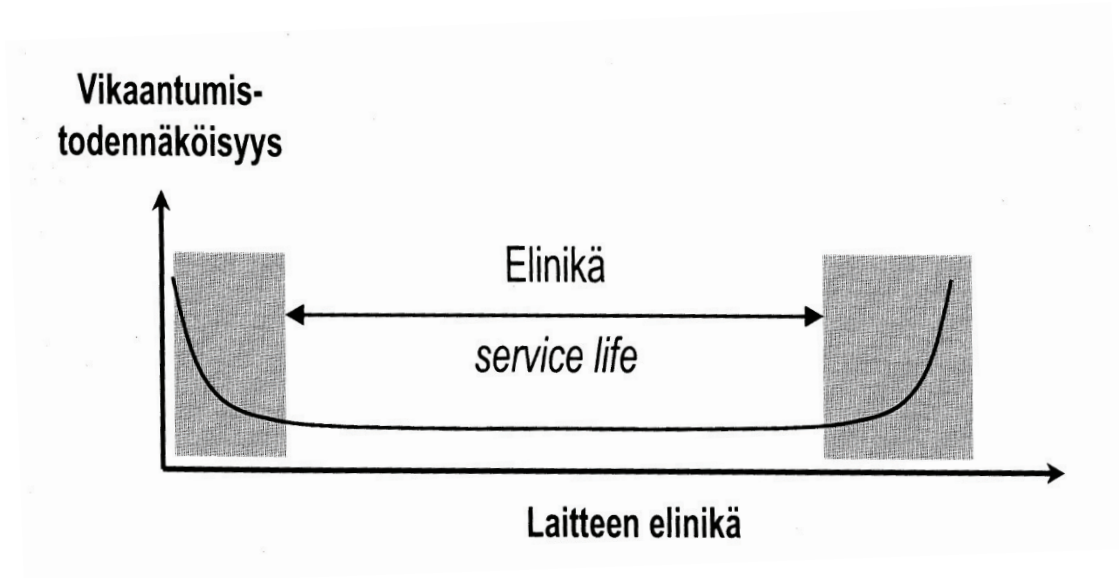 Vikaantumis-
todennäköisyys
Elinikä
service life
Laitteen elinikä